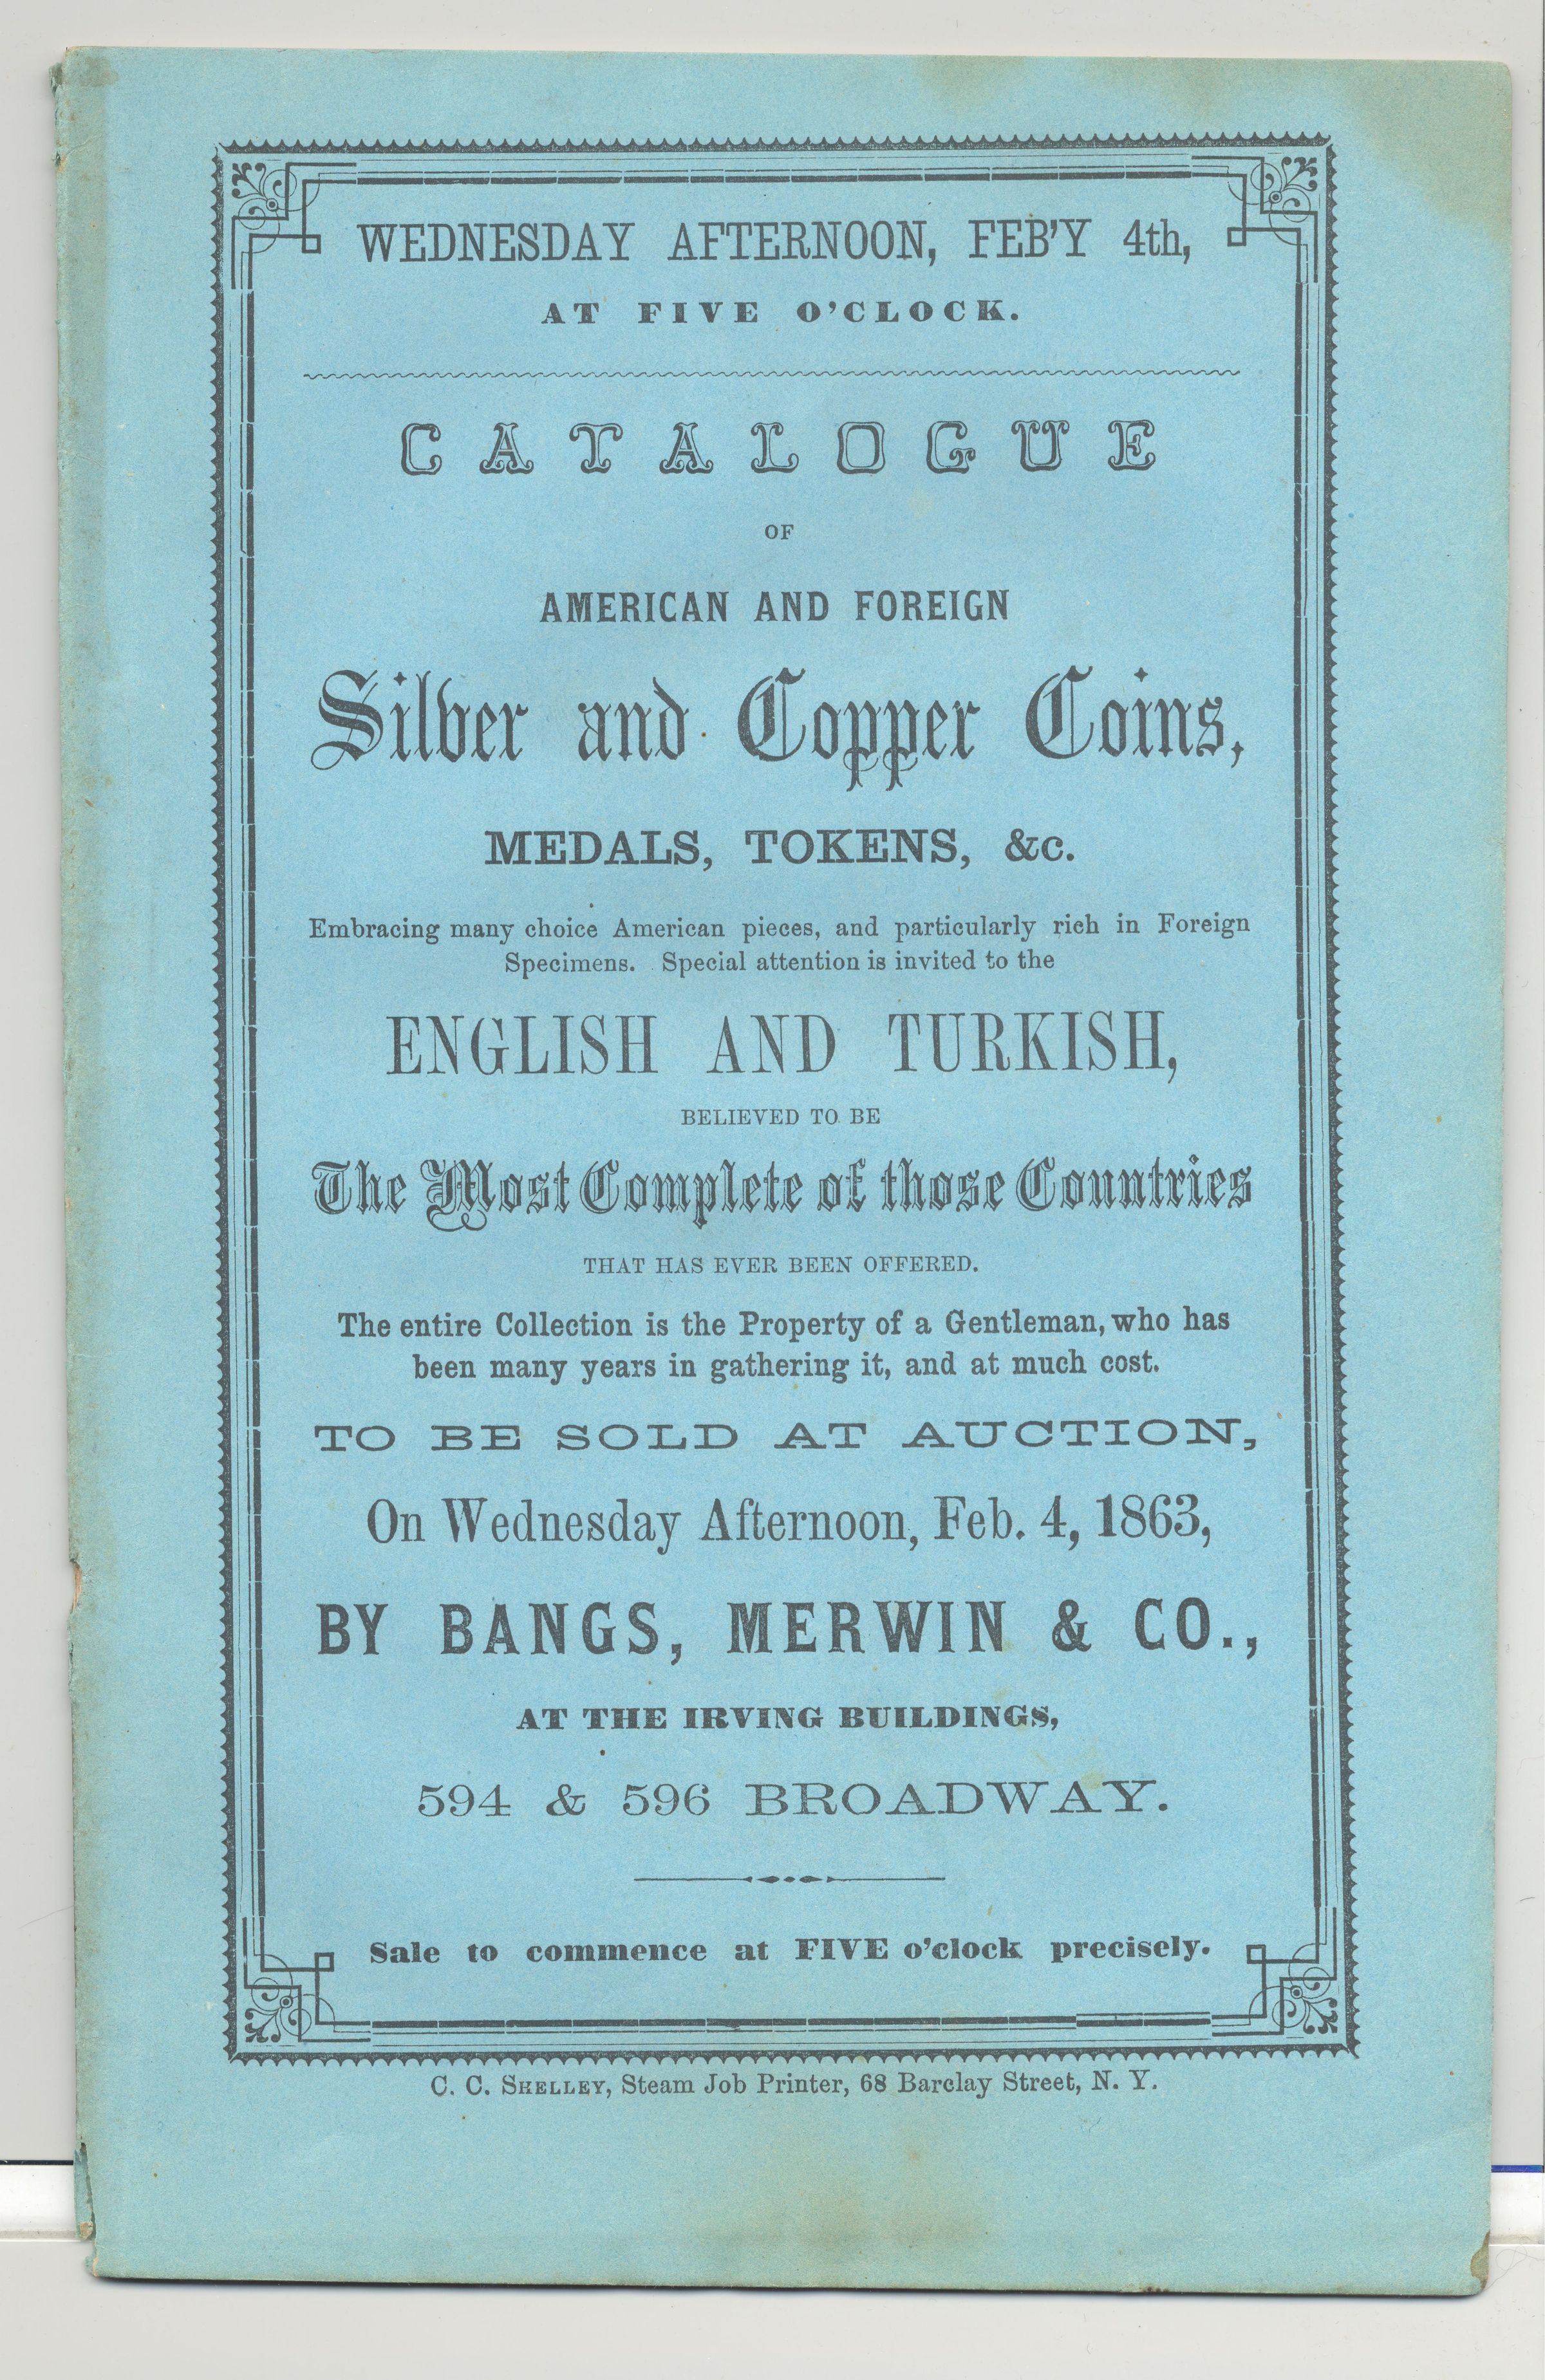 WEDNESDAY AFTERNOON, FEB'Y 4th,
AT FIVE O'CLOCK.
CATALOGUE
OF
AMERICAN AND FOREIGN
Silver and Copper Coins,
MEDALS, TOKENS, &c.
Embracing many choice American pieces, and particularly rich in Foreign
Specimens. Special attention is invited to the
ENGLISH AND TURKISH,
BELIEVED TO BE
The Most Complete of those Countries
THAT HAS EVER BEEN OFFERED.
The entire Collection is the Property of a Gentleman, who has
been many years in gathering it, and at much cost.
TO BE SOLD AT AUCTION,
On Wednesday Afternoon, Feb. 4, 1863,
BY BANGS, MERWIN & CO.,
AT THE IRVING BUILDINGS,
594 & 596 BROADWAY.
Sale to commence at FIVE o'clock precisely.
C. C. SHELLEY, Steam Job Printer, 68 Barclay Street, N. Y.